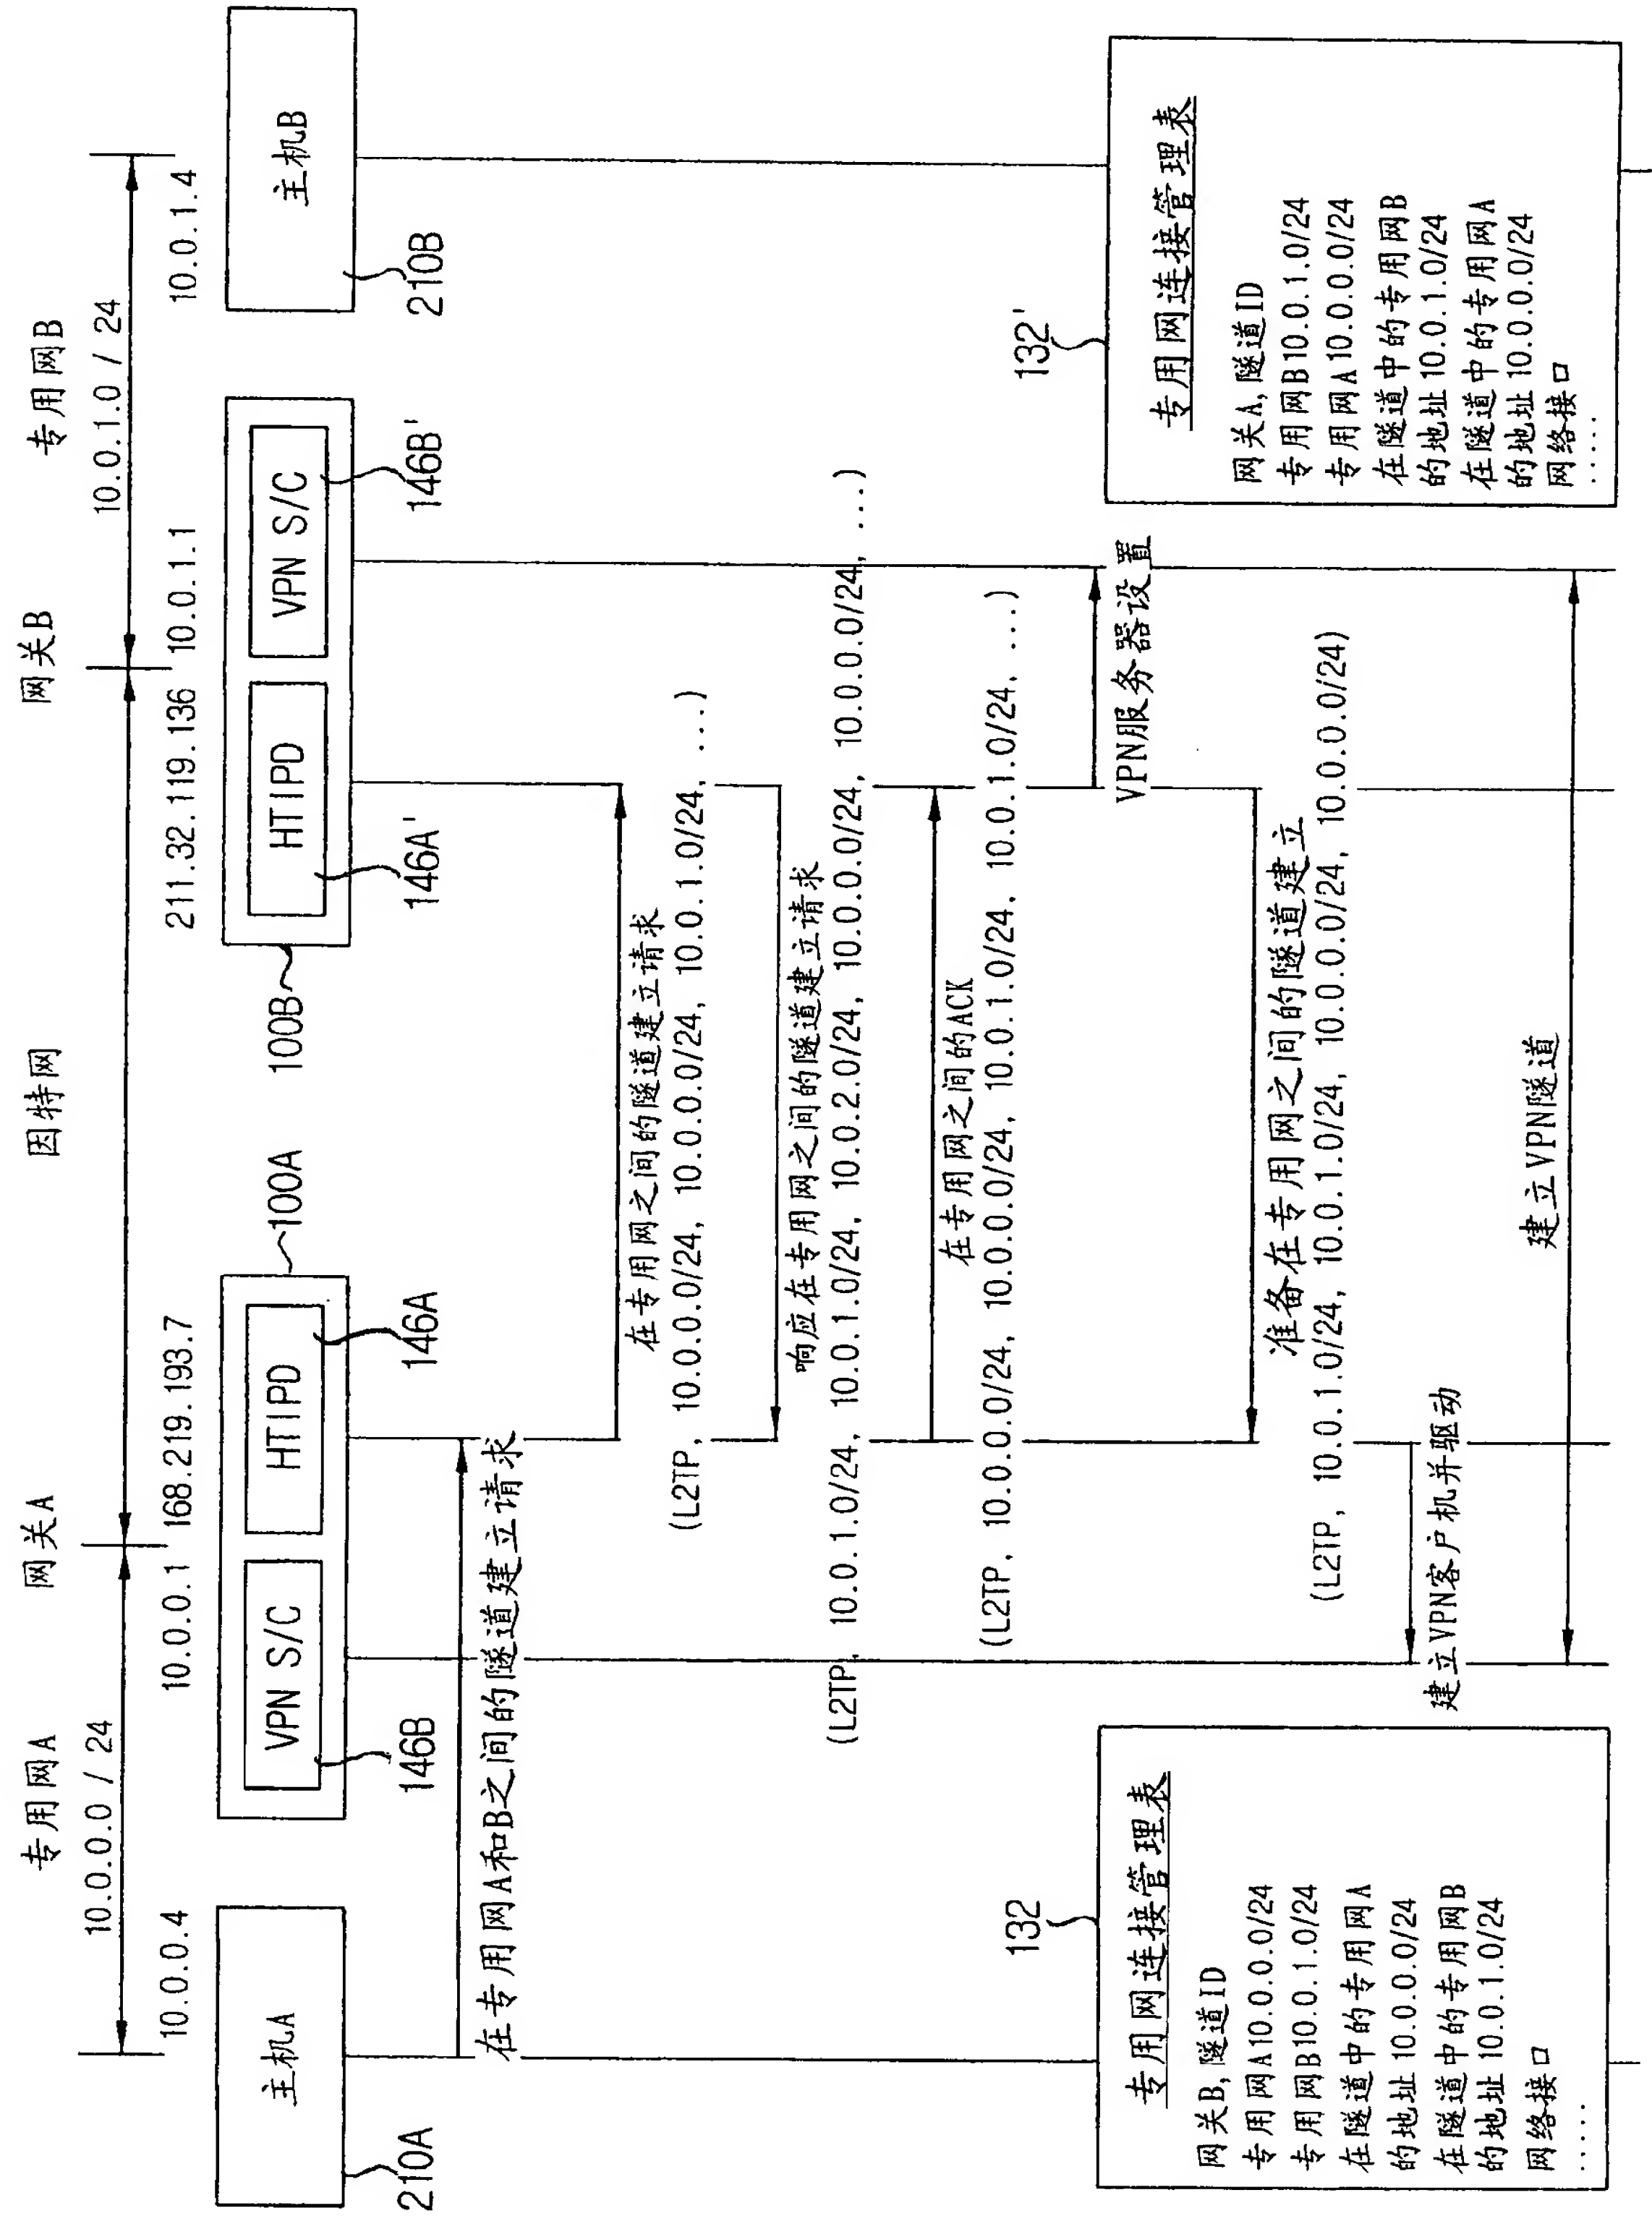 专用网A
网关A
因特网
网关B
专用网B
10.0.0.0 / 24
10.0.1.0 / 24
10.0.0.4
10.0.0.1
168.219.193.7
211.32.119.136
10.0.1.1
10.0.1.4
主机A
VPN S/C
HTIPD
HTIPD
VPN S/C
主机B
210A
146B
146A
100A
100B
146A'
146B'
210B
在专用网A和B之间的隧道建立请求
在专用网之间的隧道建立请求
(L2TP, 10.0.0.0/24, 10.0.0.0/24, 10.0.1.0/24, ...)
响应在专用网之间的隧道建立请求
(L2TP, 10.0.1.0/24, 10.0.1.0/24, 10.0.2.0/24, 10.0.0.0/24, 10.0.0.0/24, ...)
在专用网之间的ACK
(L2TP, 10.0.0.0/24, 10.0.0.0/24, 10.0.1.0/24, 10.0.1.0/24, ...)
VPN服务器设置
准备在专用网之间的隧道建立
(L2TP, 10.0.1.0/24, 10.0.1.0/24, 10.0.0.0/24, 10.0.0.0/24)
建立VPN客户机并驱动
建立VPN隧道
132
专用网连接管理表
网关B,隧道ID
专用网A10.0.0.0/24
专用网B10.0.1.0/24
在隧道中的专用网A
的地址10.0.0.0/24
在隧道中的专用网B
的地址10.0.1.0/24
网络接口
......
132'
专用网连接管理表
网关A,隧道ID
专用网B10.0.1.0/24
专用网A10.0.0.0/24
在隧道中的专用网B
的地址10.0.1.0/24
在隧道中的专用网A
的地址10.0.0.0/24
网络接口
......